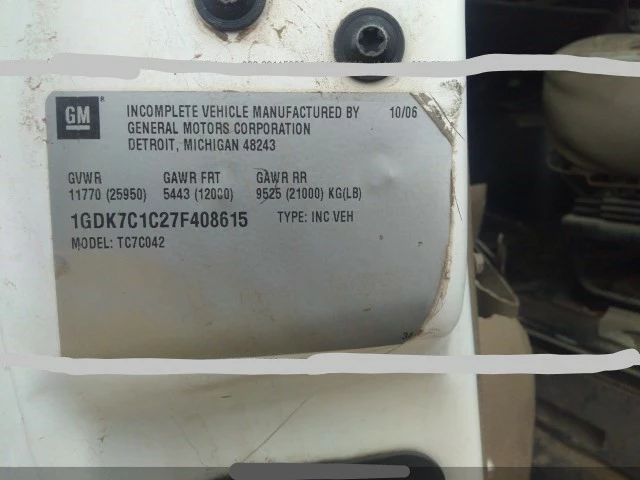 GM
INCOMPLETE VEHICLE MANUFACTURED BY 10/06
GENERAL MOTORS CORPORATION
DETROIT, MICHIGAN 48243
GVWR GAWR FRT GAWR RR
11770 (25950) 5443 (12000) 9525 (21000) KG(LB)
1GDK7C1C27F408615 TYPE: INC VEH
MODEL: TC7C042